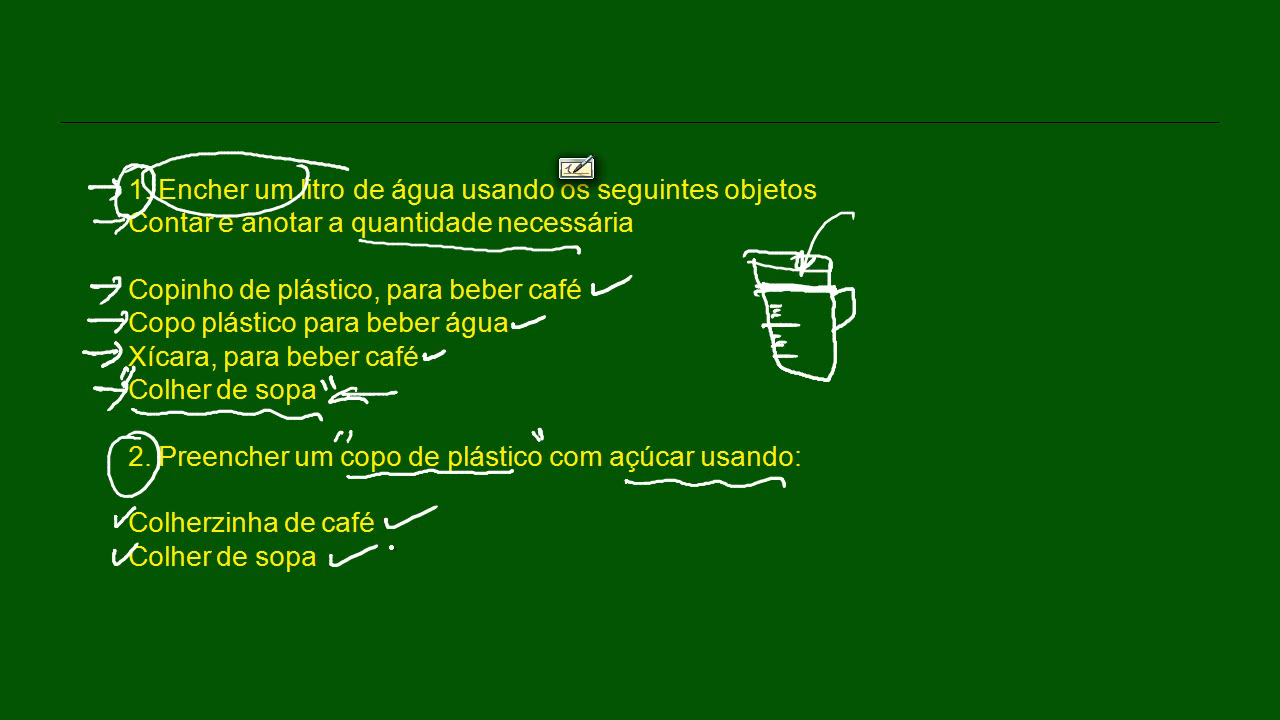 1. Encher um litro de água usando os seguintes objetos
Contar e anotar a quantidade necessária
Copinho de plástico, para beber café
Copo plástico para beber água
Xícara, para beber café
Colher de sopa
2. Preencher um copo de plástico com açúcar usando:
Colherzinha de café
Colher de sopa